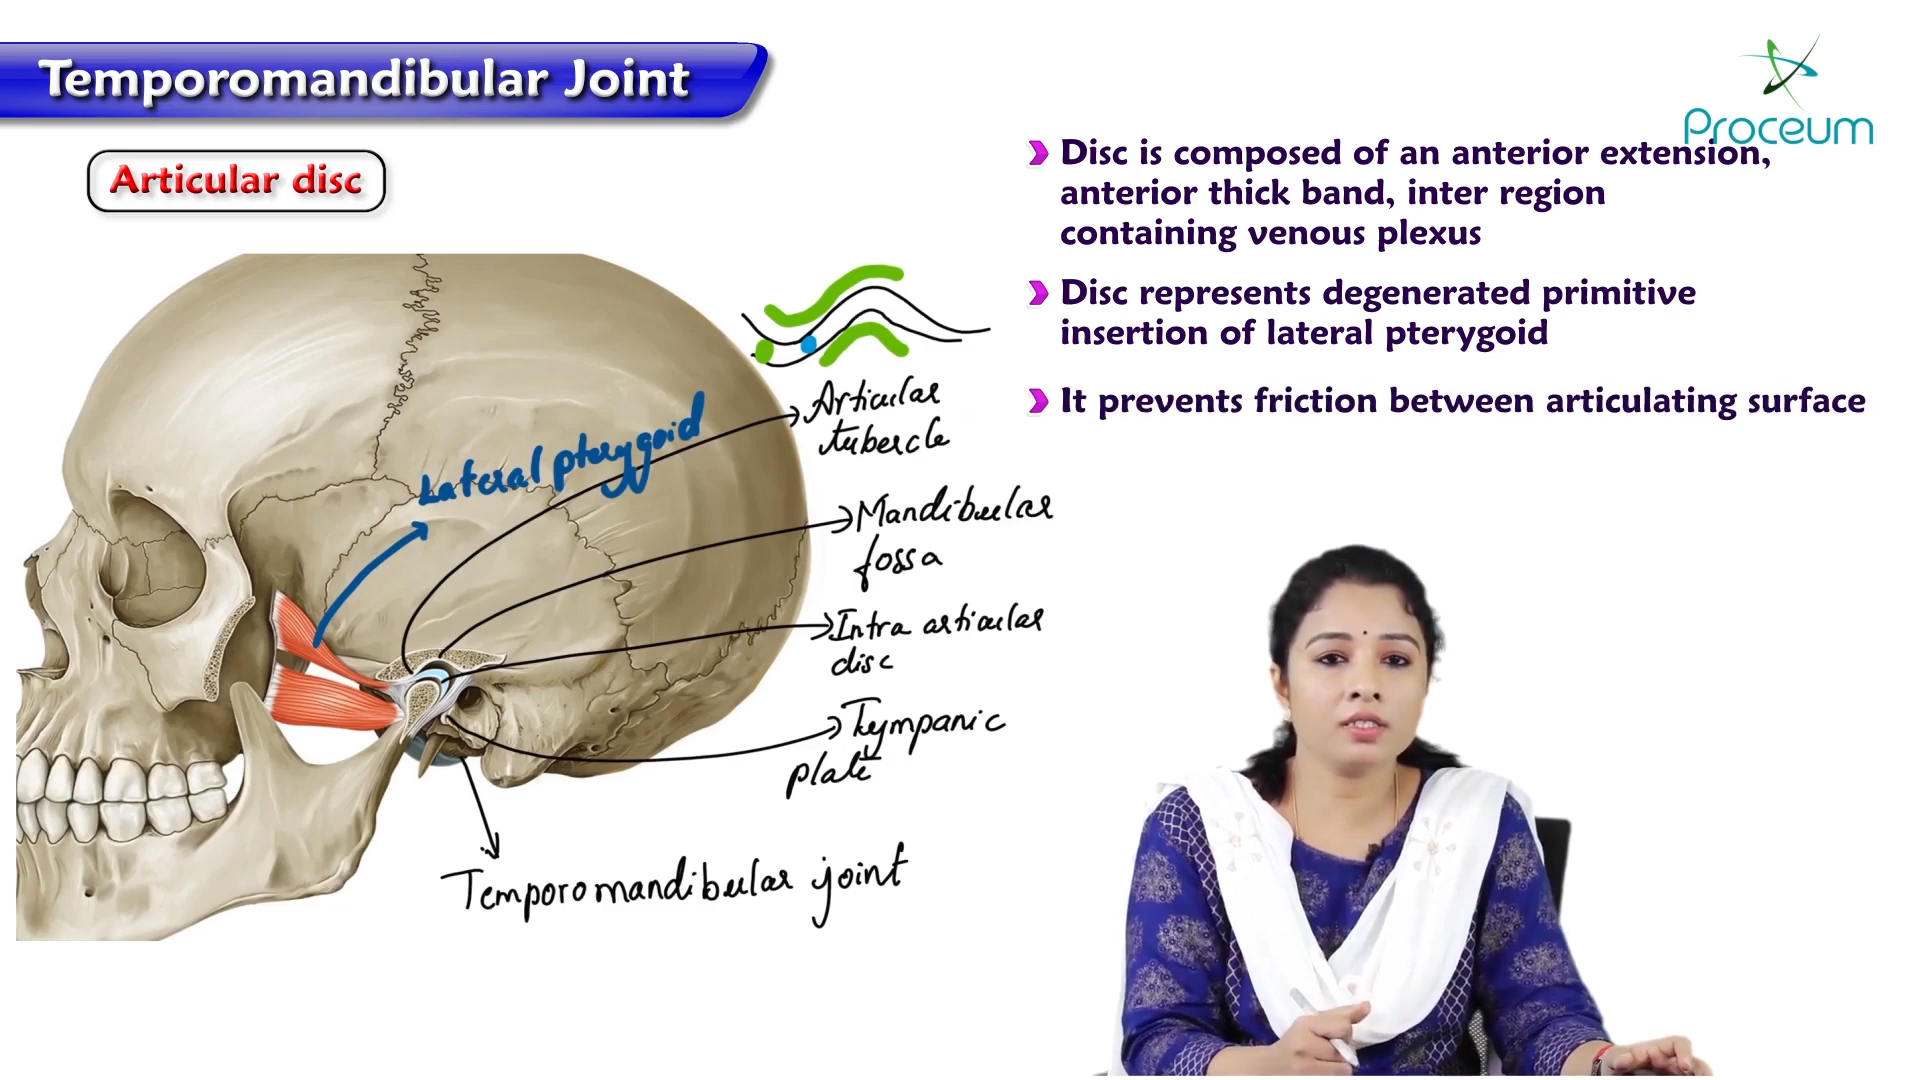 Temporomandibular Joint
Proceum
Articular disc
Disc is composed of an anterior extension,
anterior thick band, inter region
containing venous plexus
Disc represents degenerated primitive
insertion of lateral pterygoid
It prevents friction between articulating surface
Lateral pterygoid
Articular
tubercle
Mandibular
fossa
Intra articular
disc
Tympanic
plate
Temporomandibular joint